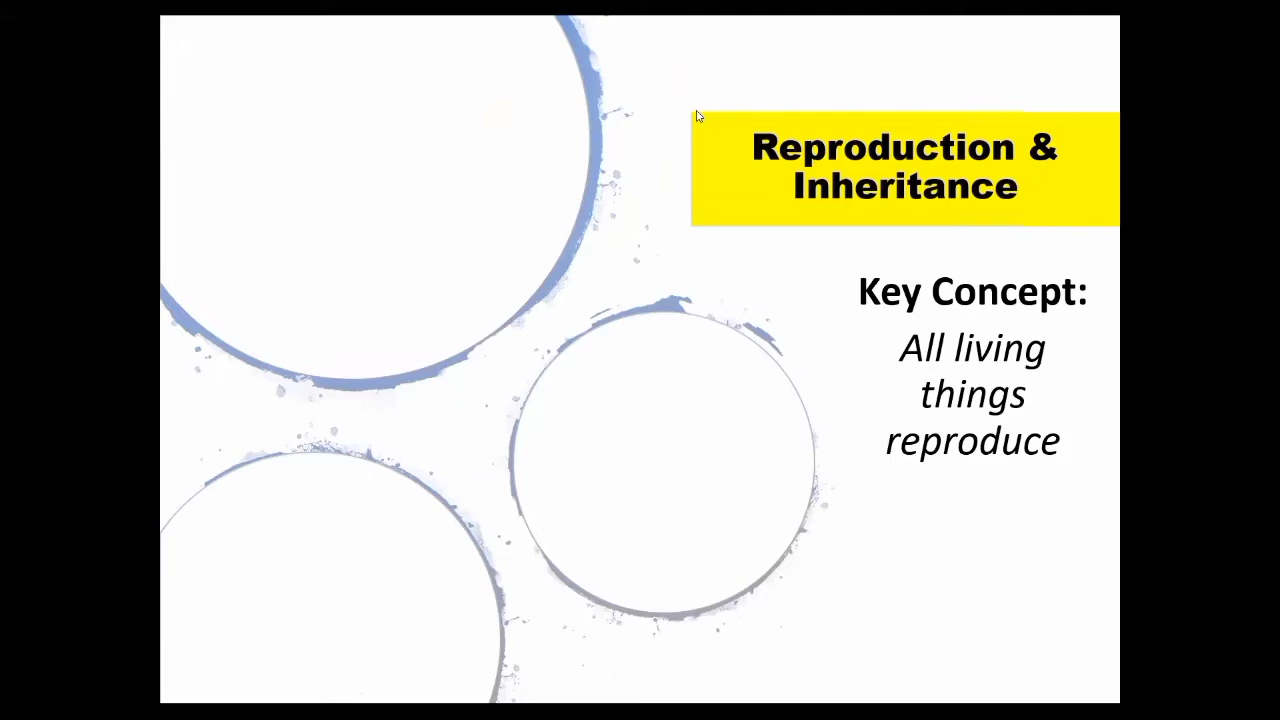 Reproduction &
Inheritance
Key Concept:
All living
things
reproduce